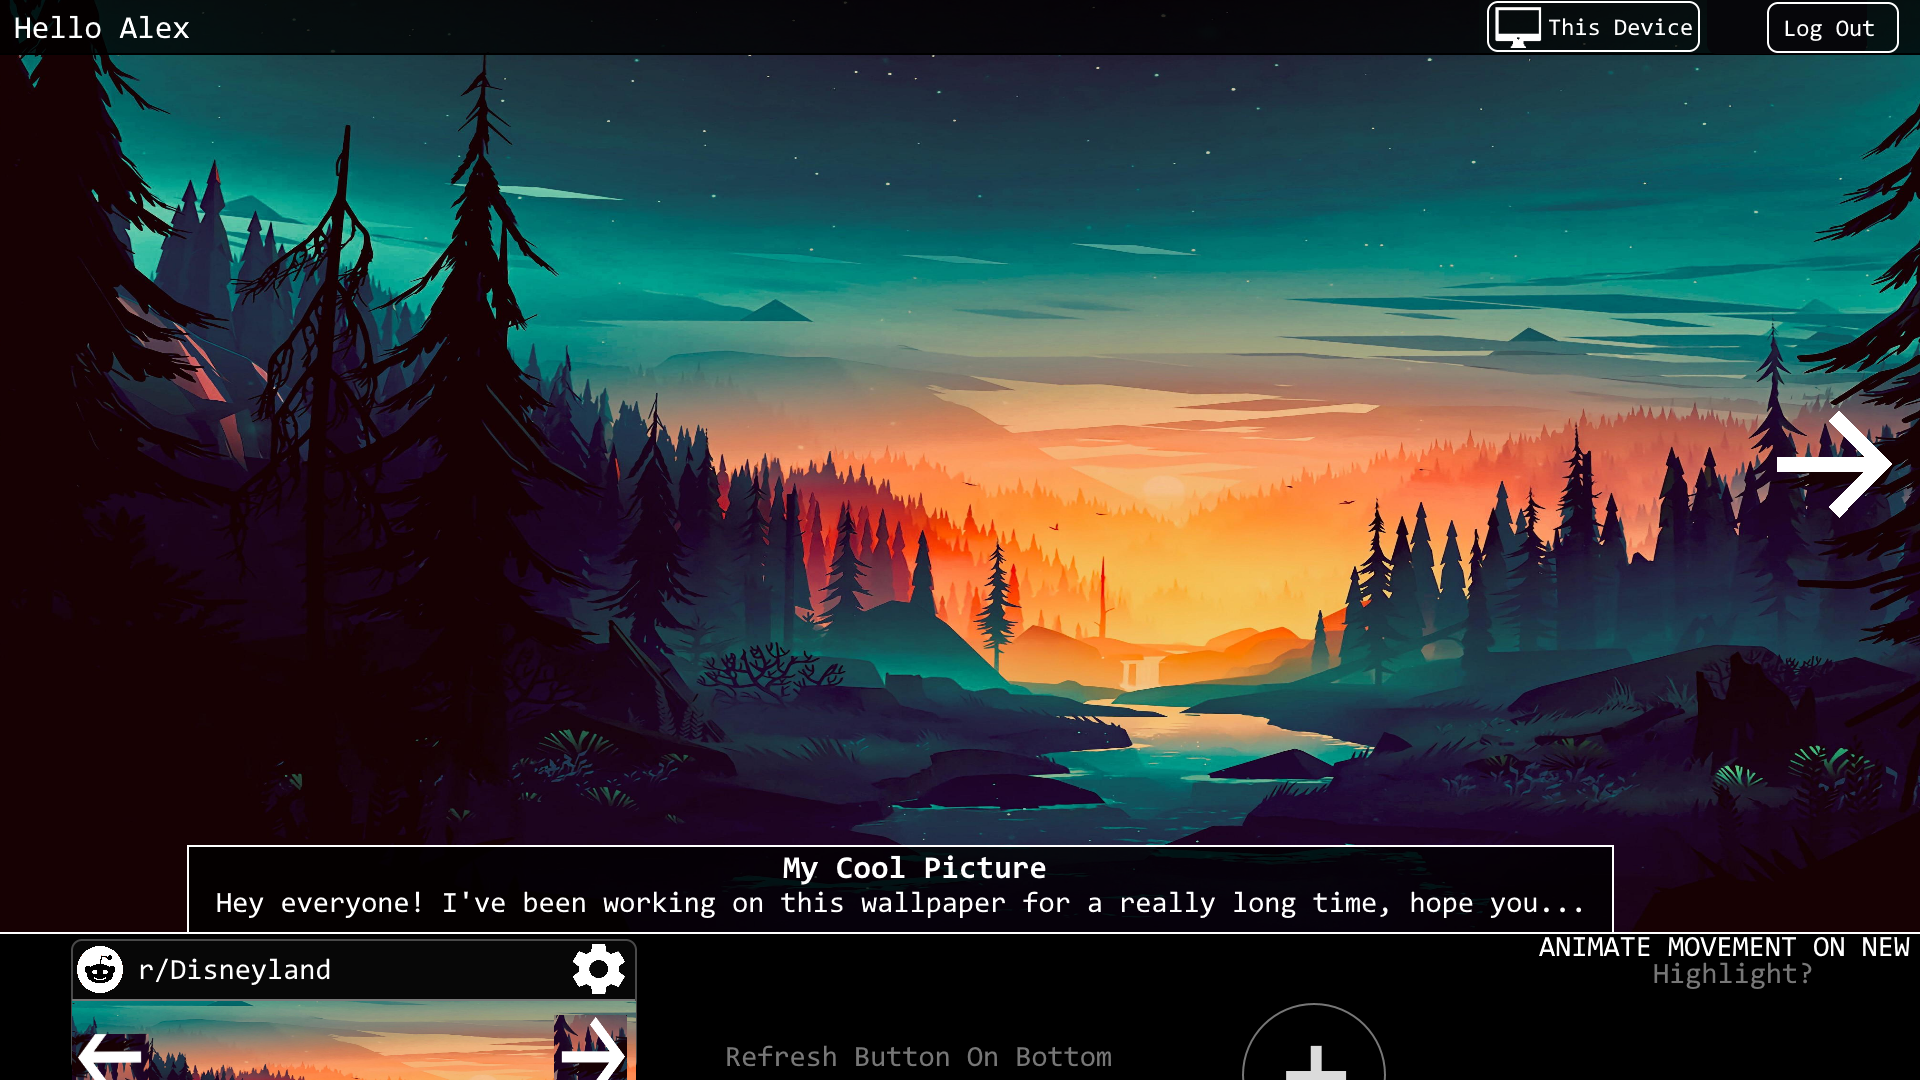 Hello Alex
This Device
Log Out
My Cool Picture
Hey everyone! I've been working on this wallpaper for a really long time, hope you...
r/Disneyland
ANIMATE MOVEMENT ON NEW
Highlight?
Refresh Button On Bottom